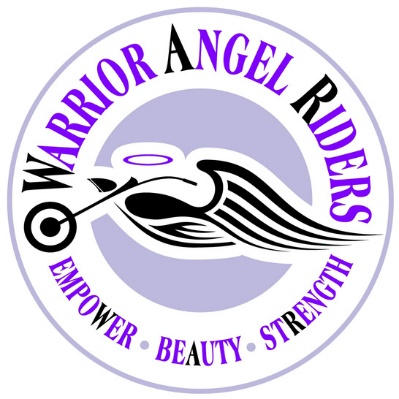 WARRIOR ANGEL RIDERS
EMPOWER • BEAUTY • STRENGTH